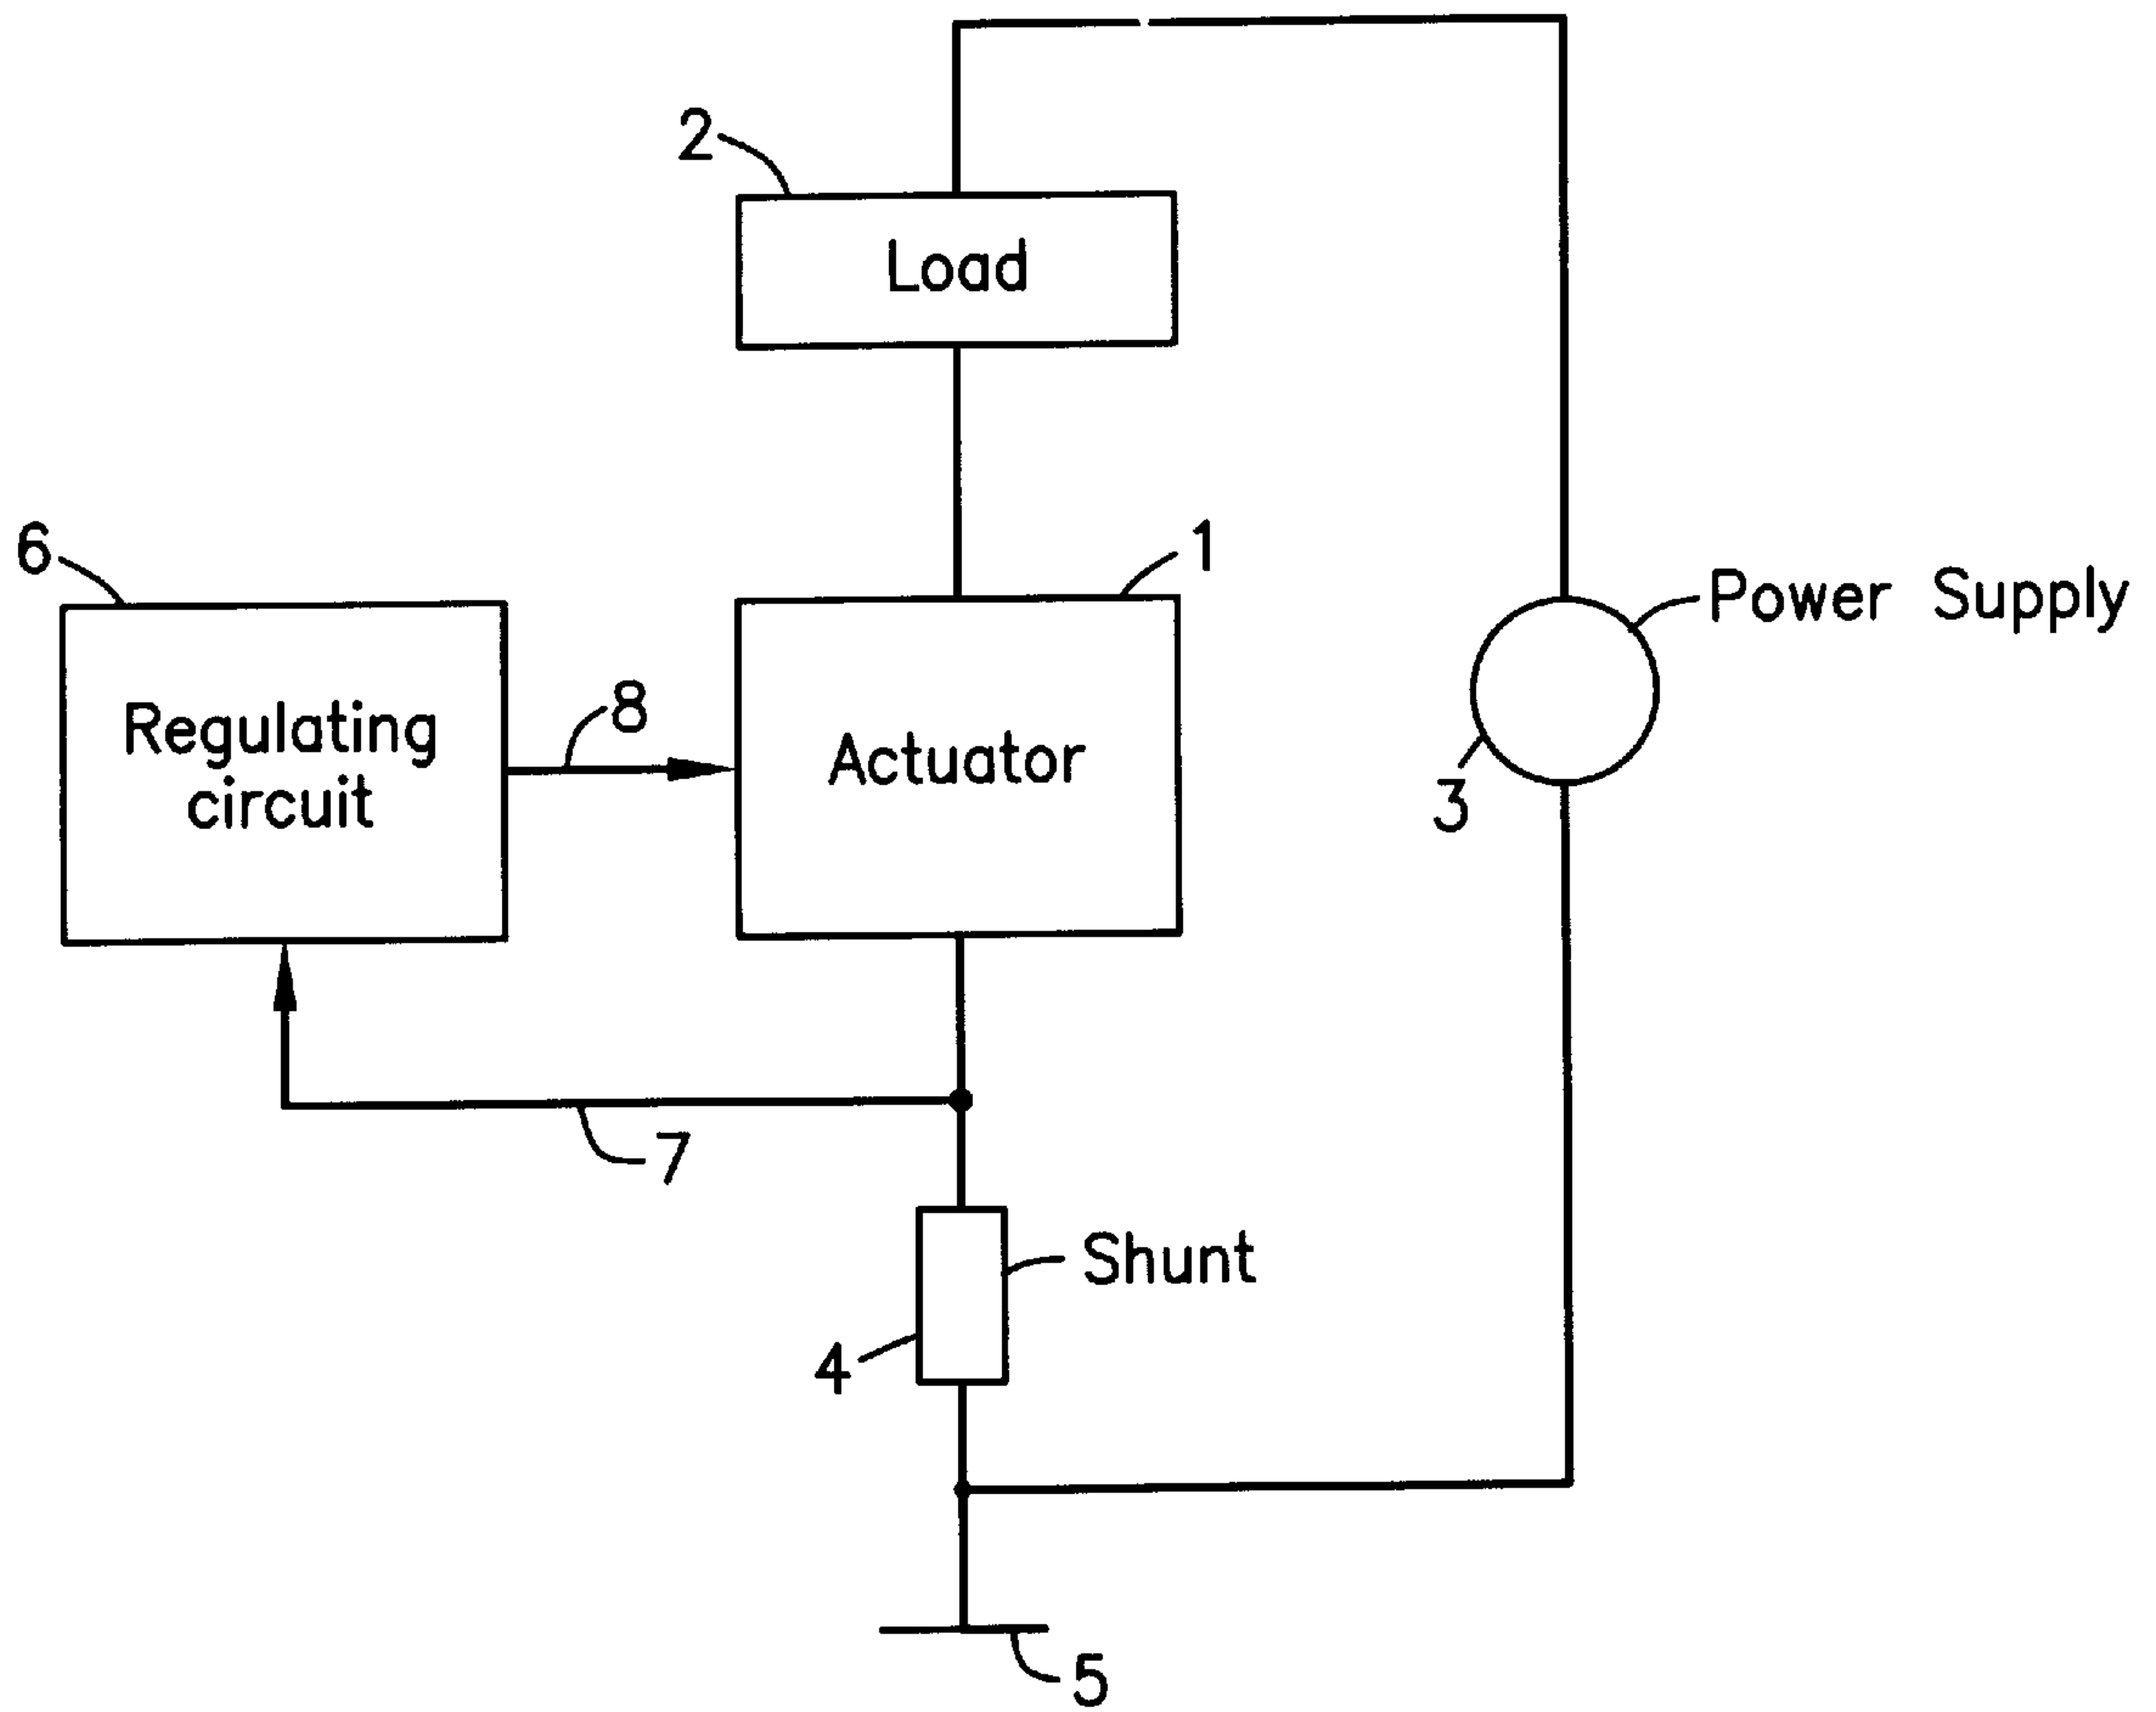 2
Load
6
1
Power Supply
Regulating
circuit
8
Actuator
3
7
Shunt
4
5